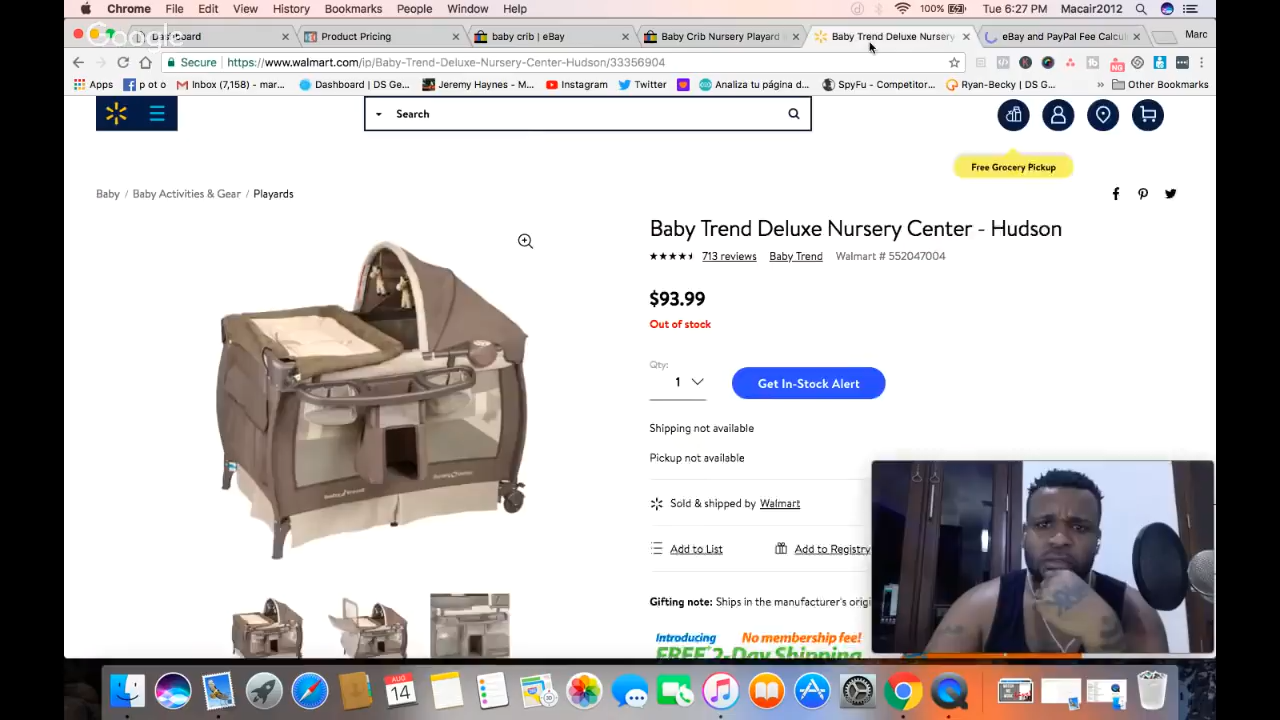 Chrome File Edit View History Bookmarks People Window Help 100% Tue 6:27 PM Macair2012
Google
Dashboard Product Pricing baby crib | eBay Baby Crib Nursery Playard Baby Trend Deluxe Nursery eBay and PayPal Fee Calcu Marc
Secure https://www.walmart.com/ip/Baby-Trend-Deluxe-Nursery-Center-Hudson/33356904
Apps p ot o Inbox (7,158) - mar... Dashboard | DS Ge... Jeremy Haynes - M... Instagram Twitter Analiza tu página d... SpyFu - Competitor... Ryan-Becky | DS Ge... » Other Bookmarks
Search
Free Grocery Pickup
Baby / Baby Activities & Gear / Playards
Baby Trend Deluxe Nursery Center - Hudson
713 reviews Baby Trend Walmart # 552047004
$93.99
Out of stock
Qty:
1 Get In-Stock Alert
Shipping not available
Pickup not available
Sold & shipped by Walmart
Add to List Add to Registry
Gifting note: Ships in the manufacturer's origi
Introducing No membership fee!
FREE 2-Day Shipping
AUG
14